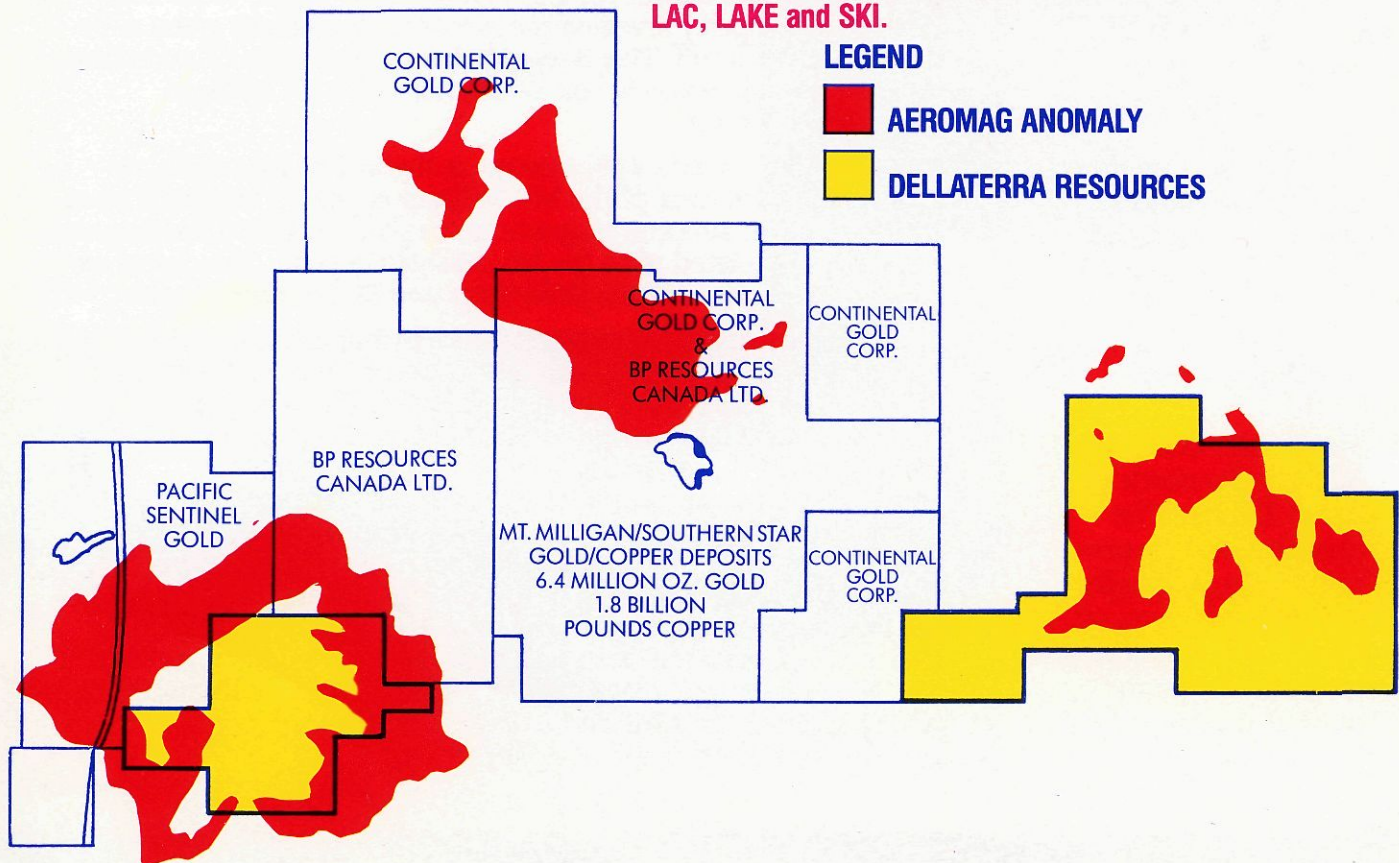 LAC, LAKE and SKI.
LEGEND
AEROMAG ANOMALY
DELLATERRA RESOURCES
CONTINENTAL
GOLD CORP.
CONTINENTAL
GOLD CORP.
&
BP RESOURCES
CANADA LTD.
CONTINENTAL
GOLD
CORP.
BP RESOURCES
CANADA LTD.
PACIFIC
SENTINEL
GOLD
MT. MILLIGAN/SOUTHERN STAR
GOLD/COPPER DEPOSITS
6.4 MILLION OZ. GOLD
1.8 BILLION
POUNDS COPPER
CONTINENTAL
GOLD
CORP.